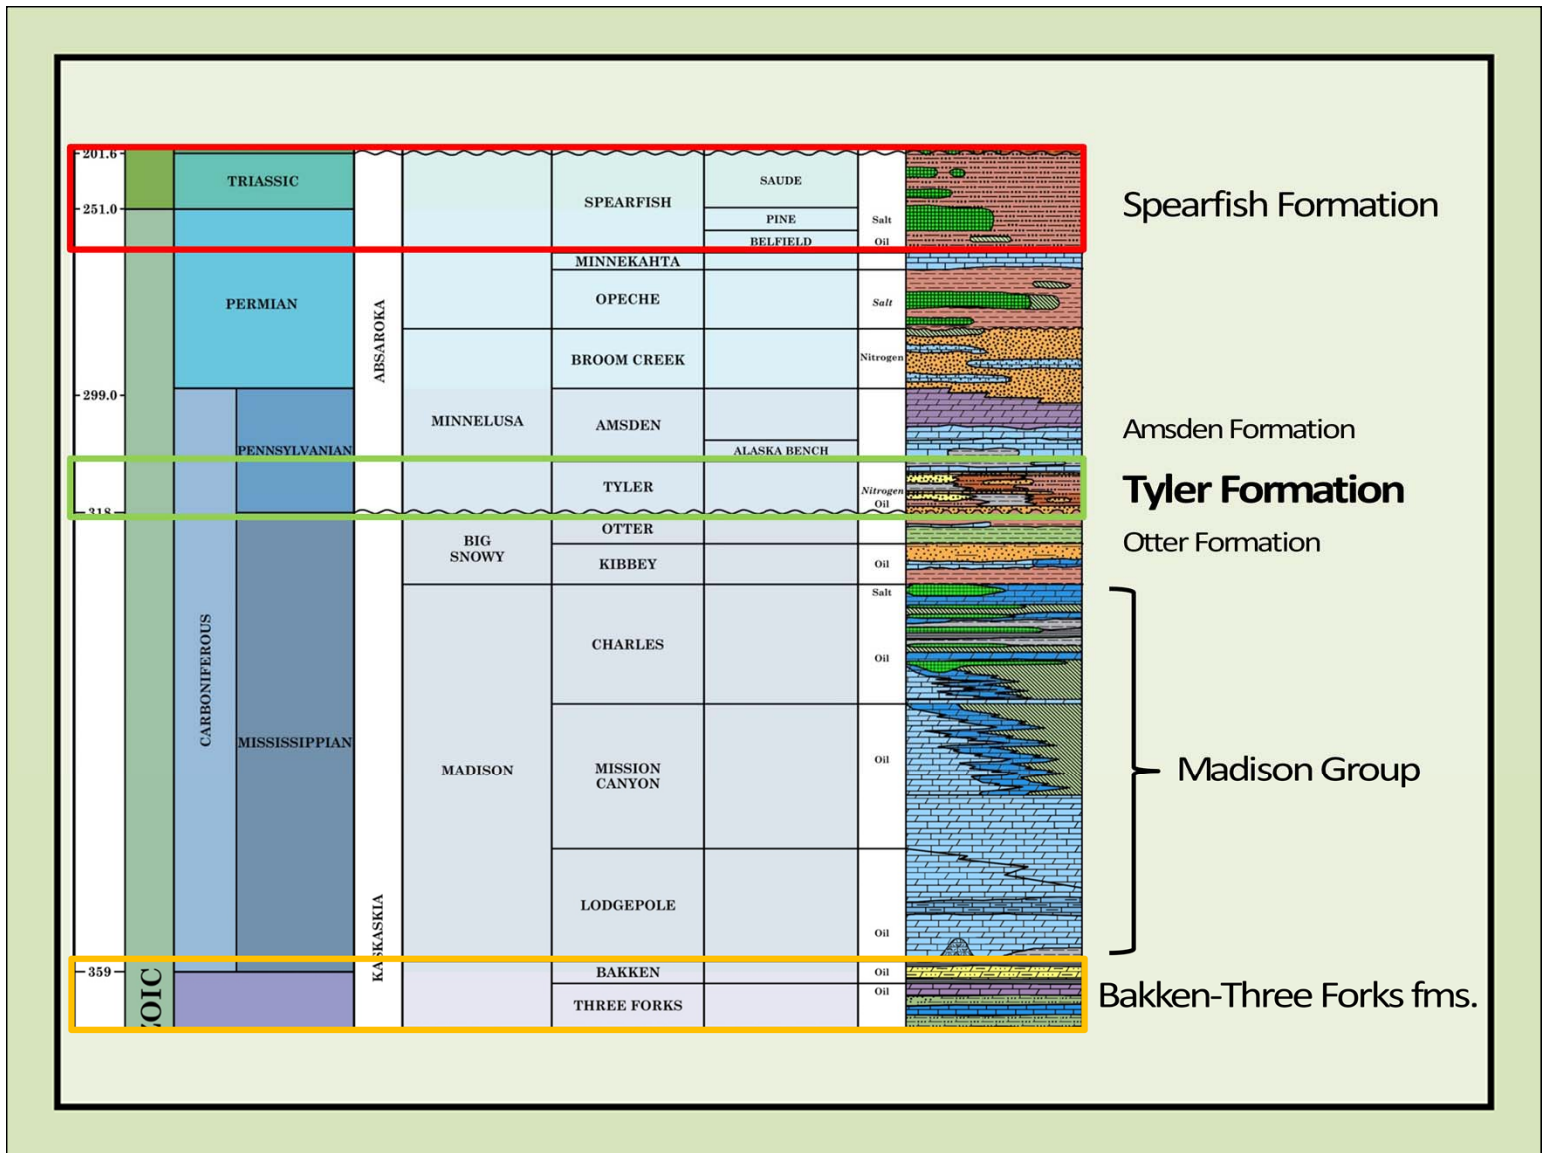 201.6
TRIASSIC
SPEARFISH
SAUDE
251.0
PINE
Salt
BELFIELD
Oil
Spearfish Formation
MINNEKAHTA
PERMIAN
OPECHE
Salt
ABSAROKA
BROOM CREEK
Nitrogen
299.0
MINNELUSA
AMSDEN
Amsden Formation
PENNSYLVANIAN
ALASKA BENCH
TYLER
Nitrogen
Oil
Tyler Formation
318
OTTER
Otter Formation
BIG
SNOWY
KIBBEY
Oil
Salt
CARBONIFEROUS
CHARLES
Oil
MISSISSIPPIAN
MADISON
MISSION
CANYON
Oil
Madison Group
KASKASKIA
LODGEPOLE
Oil
359
BAKKEN
Oil
ZOIC
THREE FORKS
Oil
Bakken-Three Forks fms.